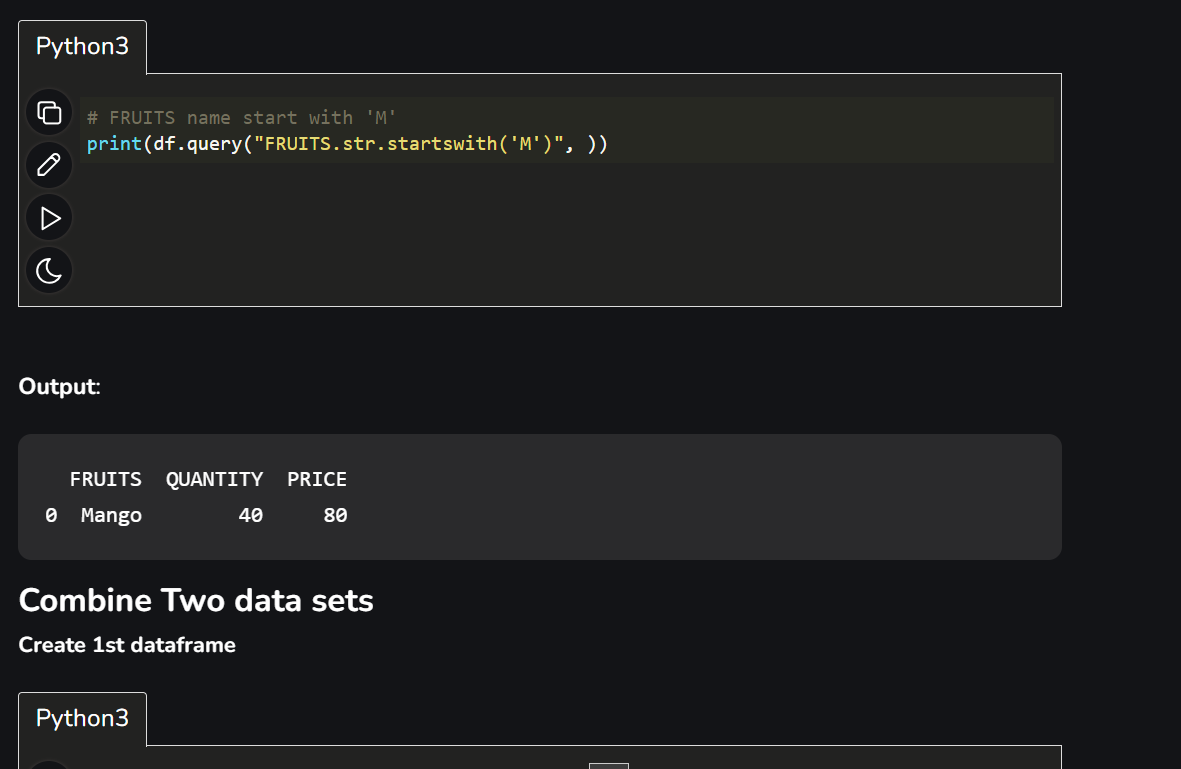 Python3
# FRUITS name start with 'M'
print(df.query("FRUITS.str.startswith('M')", ))
Output:
FRUITS  QUANTITY  PRICE
0  Mango        40     80
Combine Two data sets
Create 1st dataframe
Python3